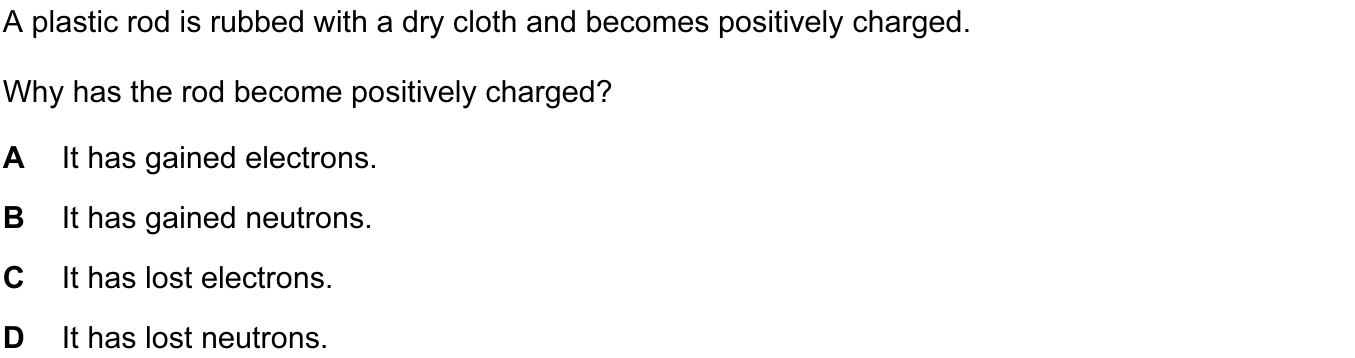 A plastic rod is rubbed with a dry cloth and becomes positively charged.
Why has the rod become positively charged?
A It has gained electrons.
B It has gained neutrons.
C It has lost electrons.
D It has lost neutrons.